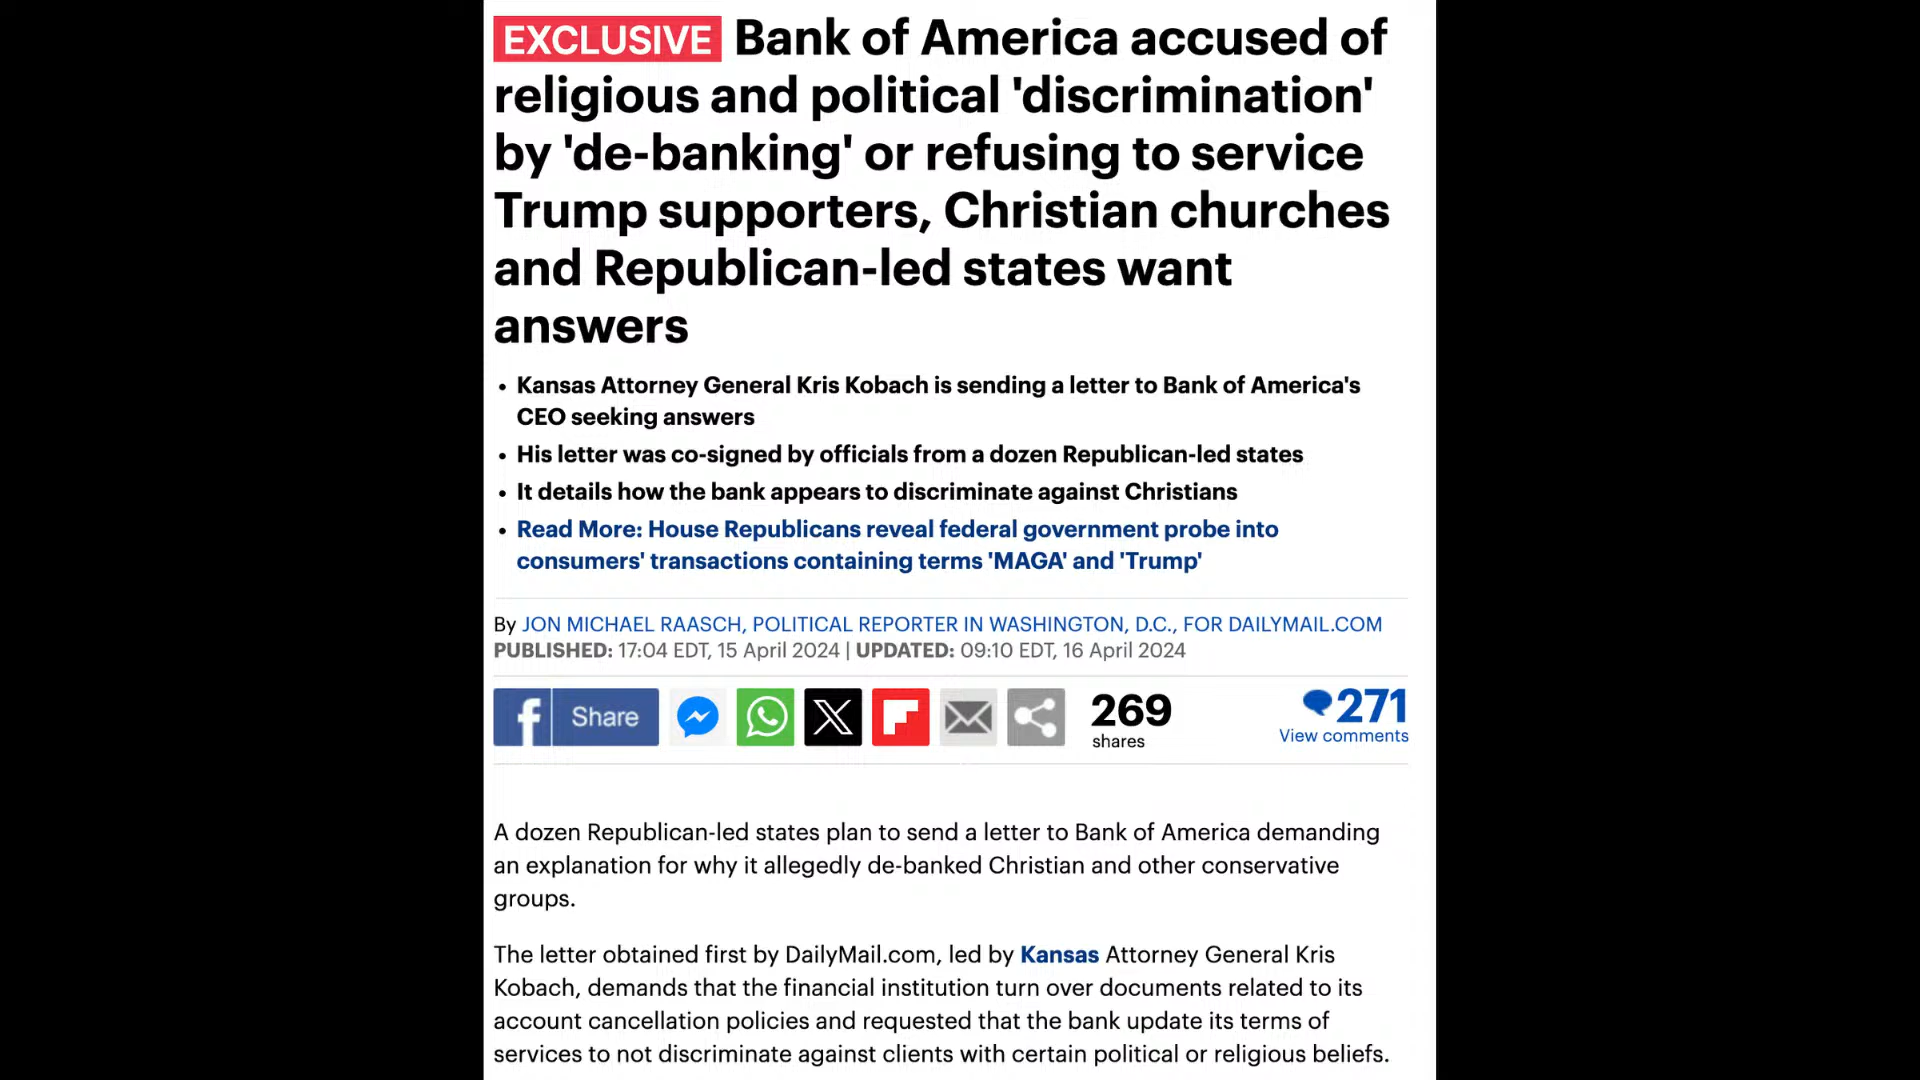 EXCLUSIVE Bank of America accused of
religious and political 'discrimination'
by 'de-banking' or refusing to service
Trump supporters, Christian churches
and Republican-led states want
answers
• Kansas Attorney General Kris Kobach is sending a letter to Bank of America's
CEO seeking answers
• His letter was co-signed by officials from a dozen Republican-led states
• It details how the bank appears to discriminate against Christians
• Read More: House Republicans reveal federal government probe into
consumers' transactions containing terms 'MAGA' and 'Trump'
By JON MICHAEL RAASCH, POLITICAL REPORTER IN WASHINGTON, D.C., FOR DAILYMAIL.COM
PUBLISHED: 17:04 EDT, 15 April 2024 | UPDATED: 09:10 EDT, 16 April 2024
Share
269
shares
271
View comments
A dozen Republican-led states plan to send a letter to Bank of America demanding
an explanation for why it allegedly de-banked Christian and other conservative
groups.
The letter obtained first by DailyMail.com, led by Kansas Attorney General Kris
Kobach, demands that the financial institution turn over documents related to its
account cancellation policies and requested that the bank update its terms of
services to not discriminate against clients with certain political or religious beliefs.